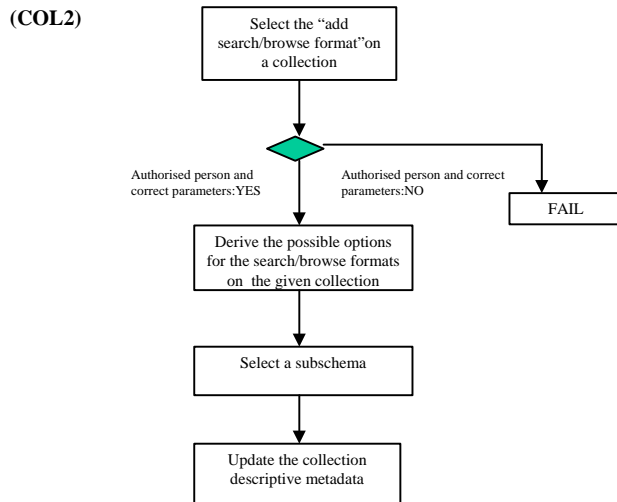 (COL2)
Select the “add
search/browse format”on
a collection
Authorised person and
correct parameters:YES
Authorised person and correct
parameters:NO
FAIL
Derive the possible options
for the search/browse formats
on the given collection
Select a subschema
Update the collection
descriptive metadata